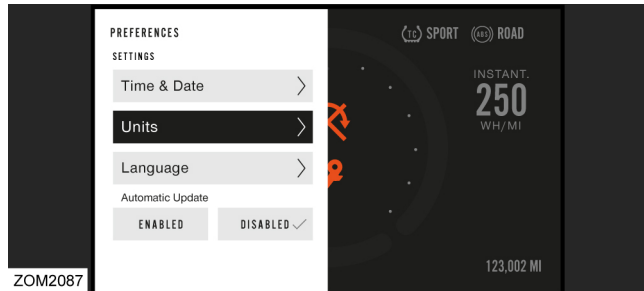 PREFERENCES
SETTINGS
Time & Date
Units
Language
Automatic Update
ENABLED
DISABLED
(TC) SPORT
(ABS) ROAD
INSTANT.
250
WH/MI
123,002 MI
ZOM2087